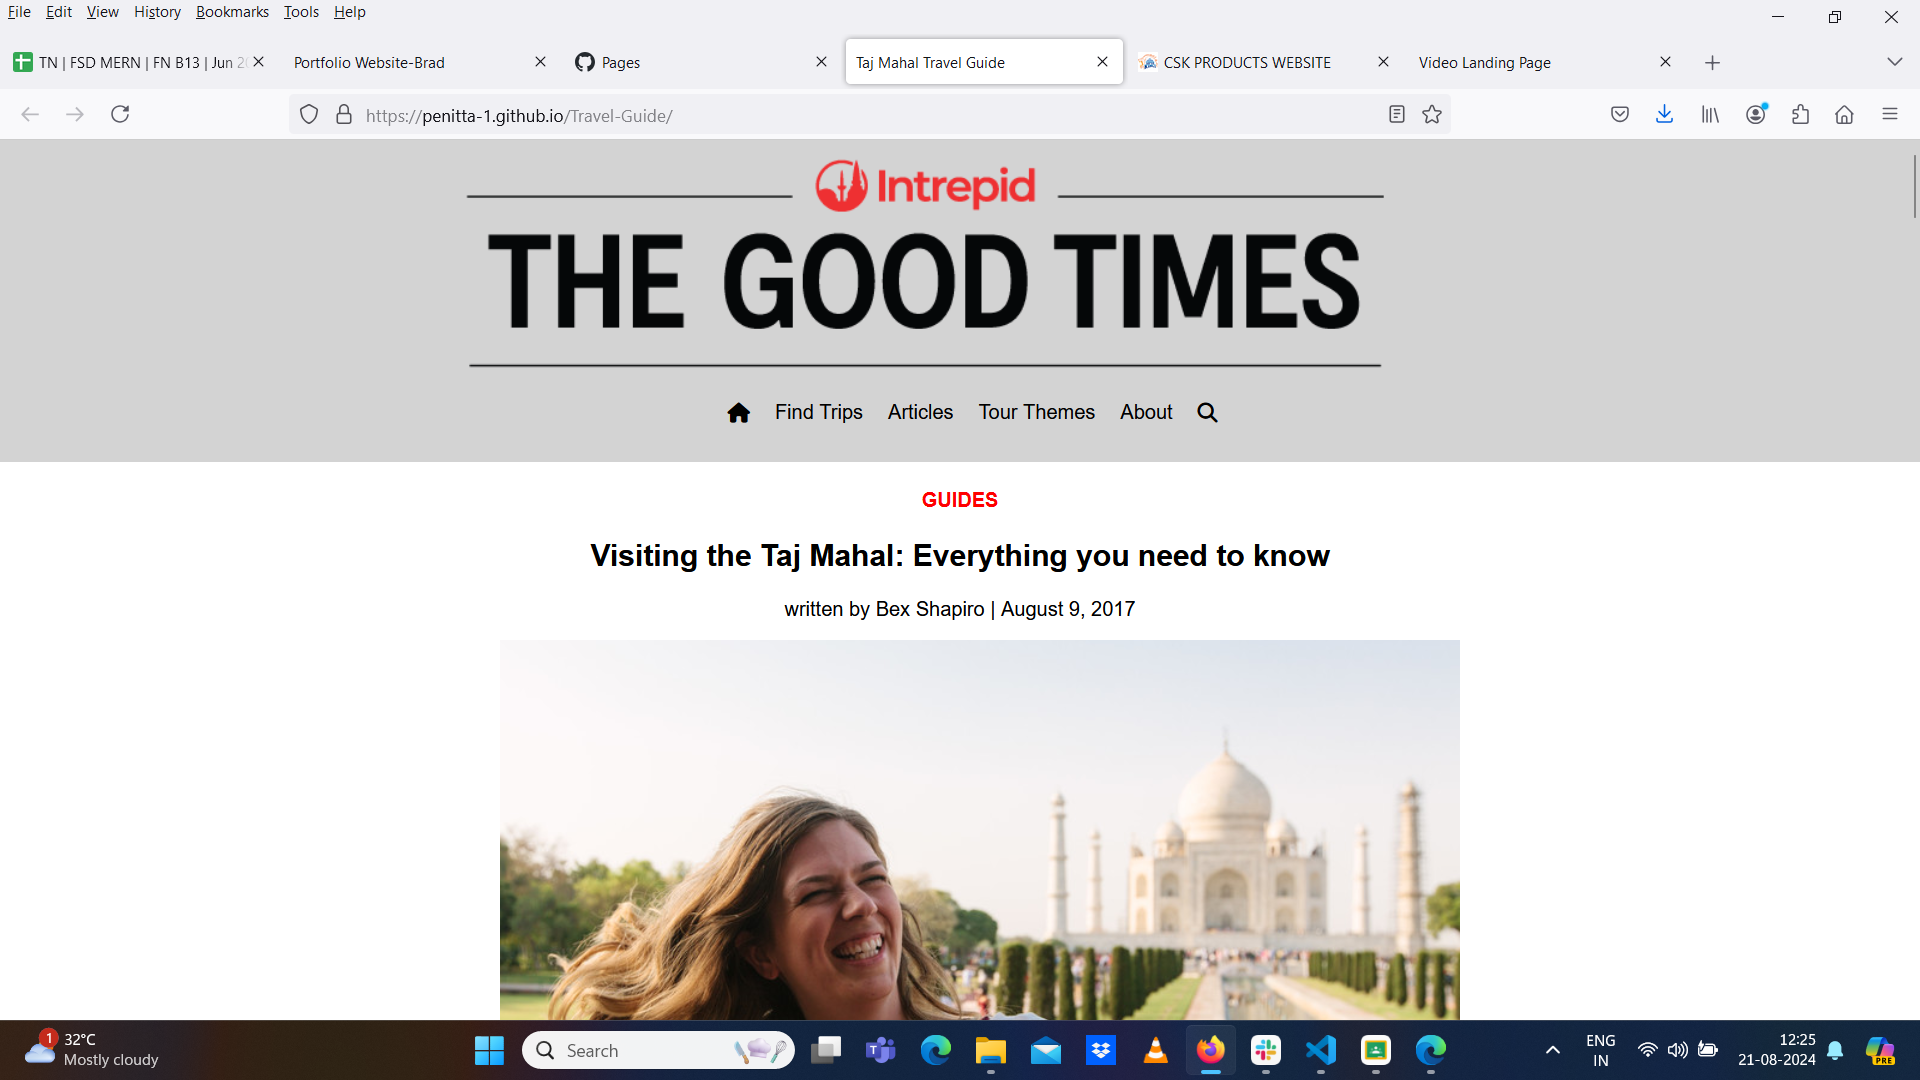 File Edit View History Bookmarks Tools Help
TN | FSD MERN | FN B13 | Jun
Portfolio Website-Brad
Pages
Taj Mahal Travel Guide
CSK PRODUCTS WEBSITE
Video Landing Page
https://penitta-1.github.io/Travel-Guide/
Intrepid
THE GOOD TIMES
Find Trips Articles Tour Themes About
GUIDES
Visiting the Taj Mahal: Everything you need to know
written by Bex Shapiro | August 9, 2017
1
32°C
Mostly cloudy
Search
ENG
IN
12:25
21-08-2024
PRE